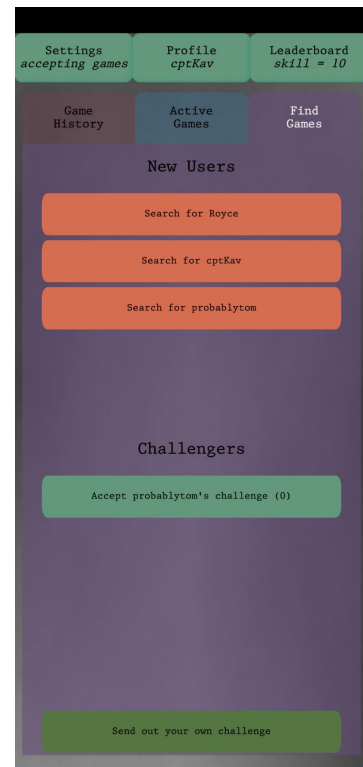 Settings
accepting games
Profile
cptKav
Leaderboard
skill = 10
Game
History
Active
Games
Find
Games
New Users
Search for Royce
Search for cptKav
Search for probablytom
Challengers
Accept probablytom's challenge (0)
Send out your own challenge